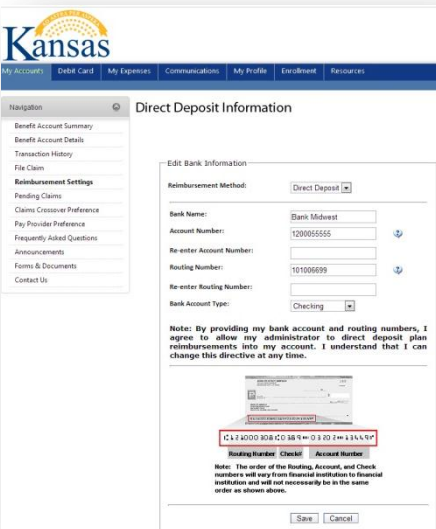 Kansas
My Accounts Debit Card My Expenses Communications My Profile Enrollment Resources
Navigation
Benefit Account Summary
Benefit Account Details
Transaction History
File Claim
Reimbursement Settings
Pending Claims
Claims Crossover Preference
Pay Provider Preference
Frequently Asked Questions
Announcements
Forms & Documents
Contact Us
Direct Deposit Information
Edit Bank Information
Reimbursement Method: Direct Deposit
Bank Name: Bank Midwest
Account Number: 1200055555
Re-enter Account Number:
Routing Number: 101006699
Re-enter Routing Number:
Bank Account Type: Checking
Note: By providing my bank account and routing numbers, I
agree to allow my administrator to direct deposit plan
reimbursements into my account. I understand that I can
change this directive at any time.
Routing Number Check# Account Number
Note: The order of the Routing, Account, and Check
numbers will vary from financial institution to financial
institution and will not necessarily be in the same
order as shown above.
Save Cancel